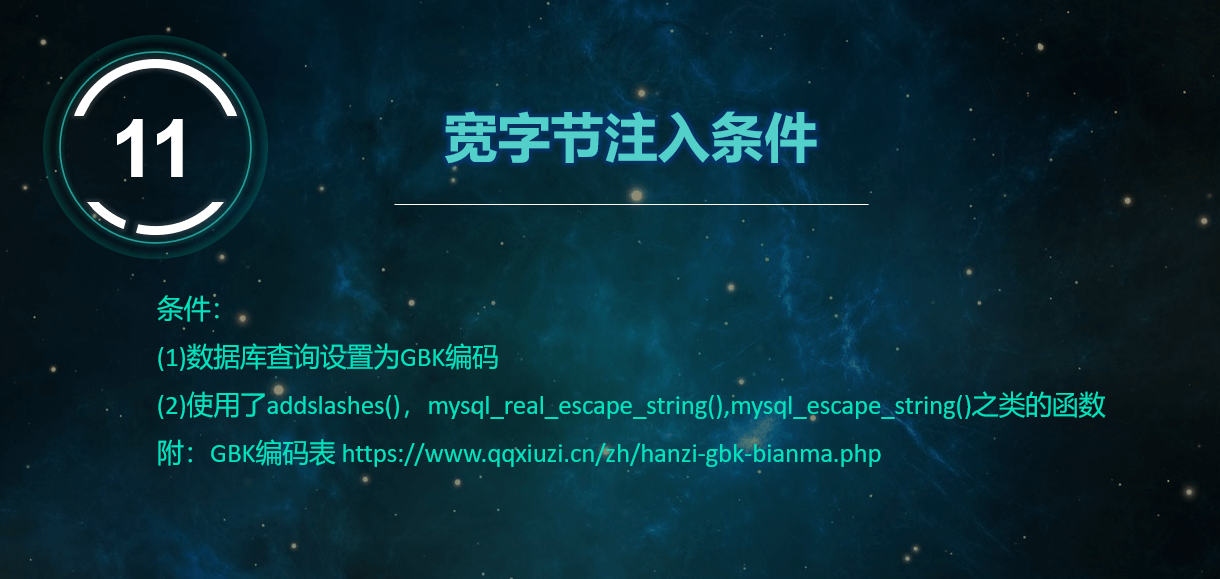 11
宽字节注入条件
条件：
(1)数据库查询设置为GBK编码
(2)使用了addslashes()，mysql_real_escape_string(),mysql_escape_string()之类的函数
附：GBK编码表 https://www.qqxiuzi.cn/zh/hanzi-gbk-bianma.php